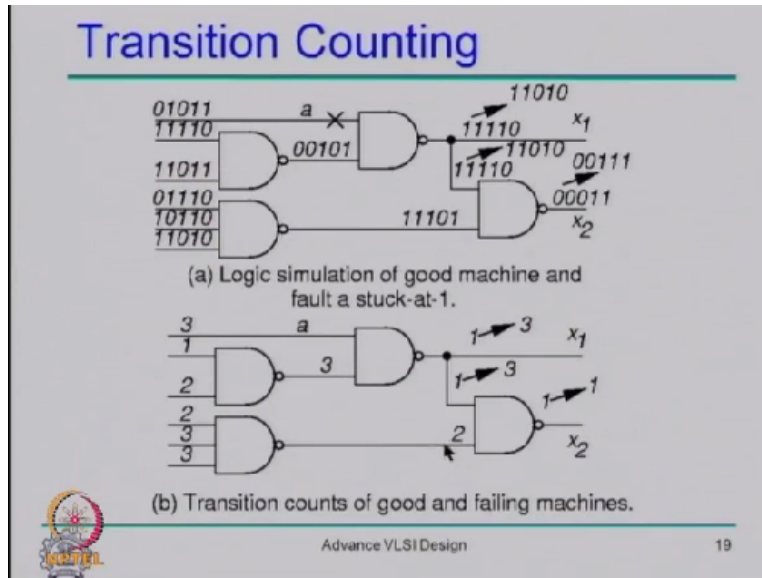 Transition Counting
11010
01011 a x1
11110 11110
00101 11010
11011 11110 00111
01110 00011
10110 11101 x2
11010
(a) Logic simulation of good machine and
fault a stuck-at-1.
3 a 1 3 x1
1
3 1 3
2 1 1
2
3 2 x2
3
(b) Transition counts of good and failing machines.
NPTEL
Advance VLSI Design 19